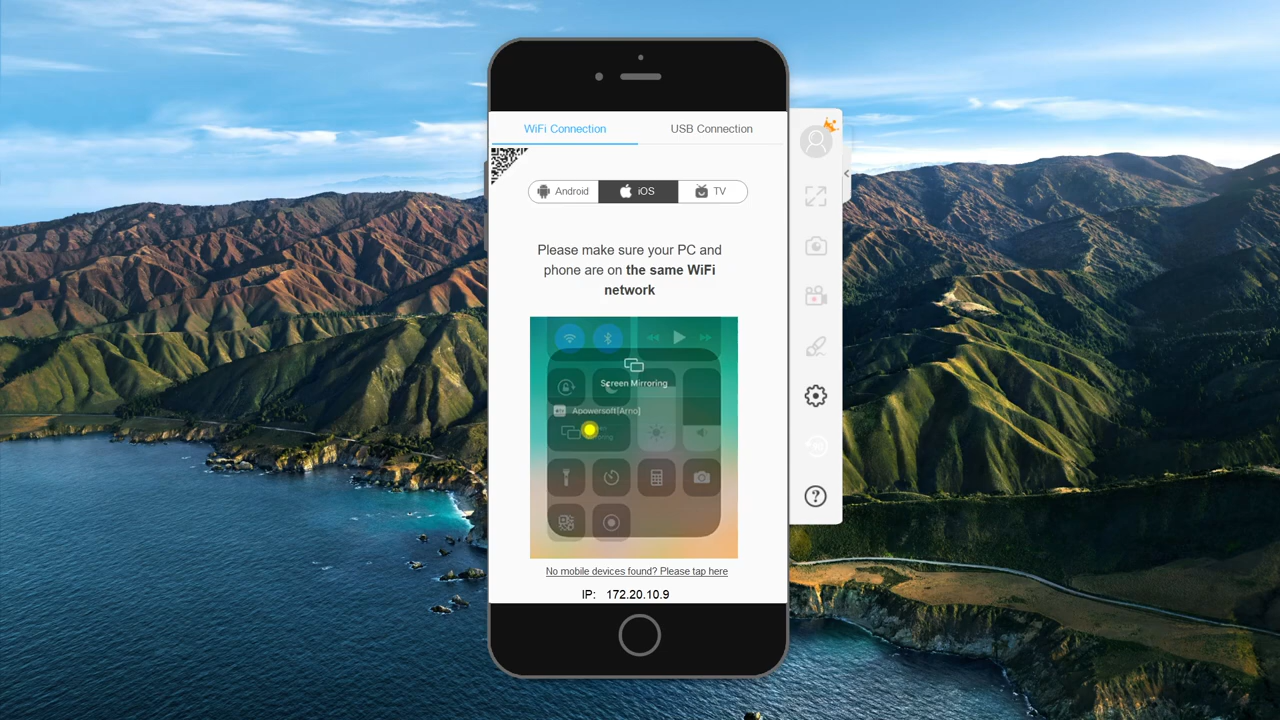 WiFi Connection USB Connection
Android iOS TV
Please make sure your PC and
phone are on the same WiFi
network
Screen Mirroring
Apowersoft[Arno]
No mobile devices found? Please tap here
IP: 172.20.10.9